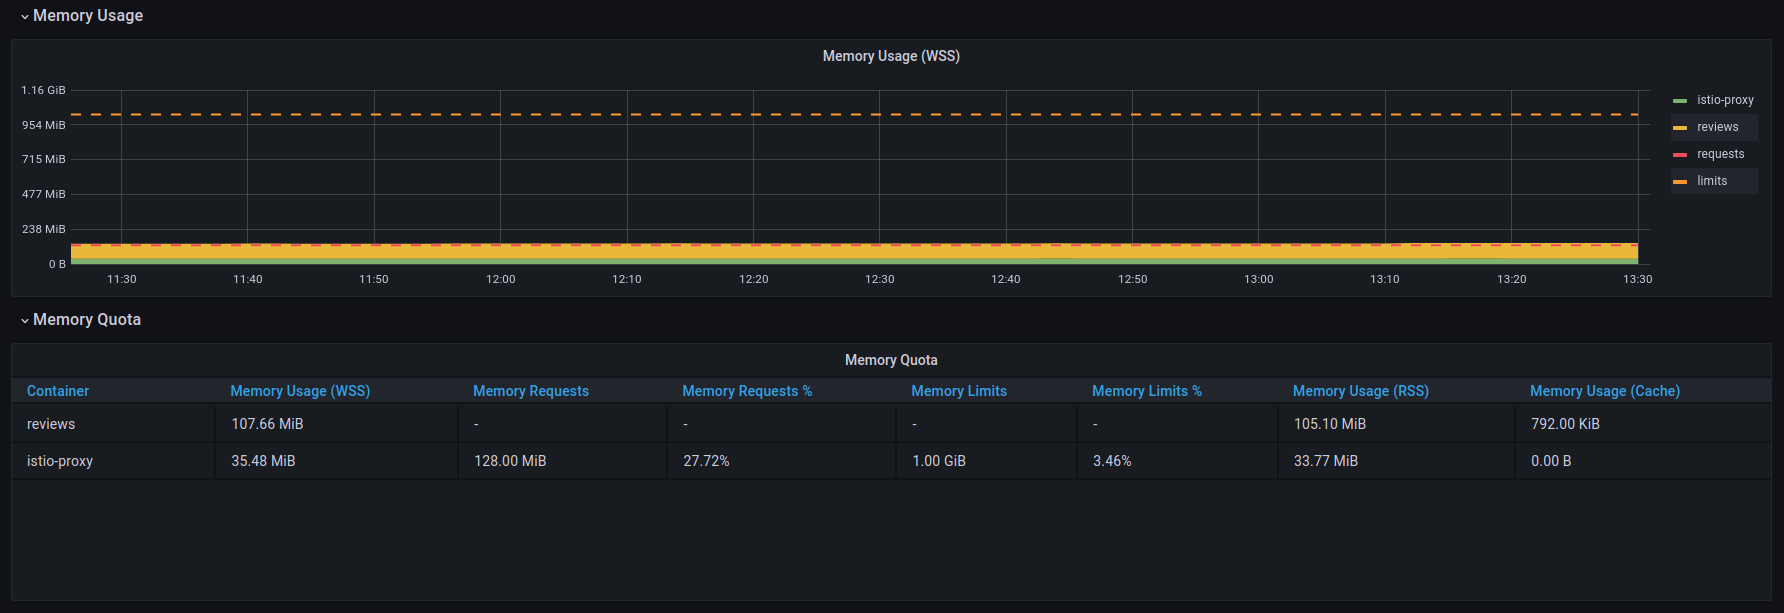 Memory Usage
Memory Usage (WSS)
1.16 GiB
954 MiB
715 MiB
477 MiB
238 MiB
0 B
11:30 11:40 11:50 12:00 12:10 12:20 12:30 12:40 12:50 13:00 13:10 13:20 13:30
istio-proxy
reviews
requests
limits
Memory Quota
Memory Quota
Container Memory Usage (WSS) Memory Requests Memory Requests % Memory Limits Memory Limits % Memory Usage (RSS) Memory Usage (Cache)
reviews 107.66 MiB - - - - 105.10 MiB 792.00 KiB
istio-proxy 35.48 MiB 128.00 MiB 27.72% 1.00 GiB 3.46% 33.77 MiB 0.00 B